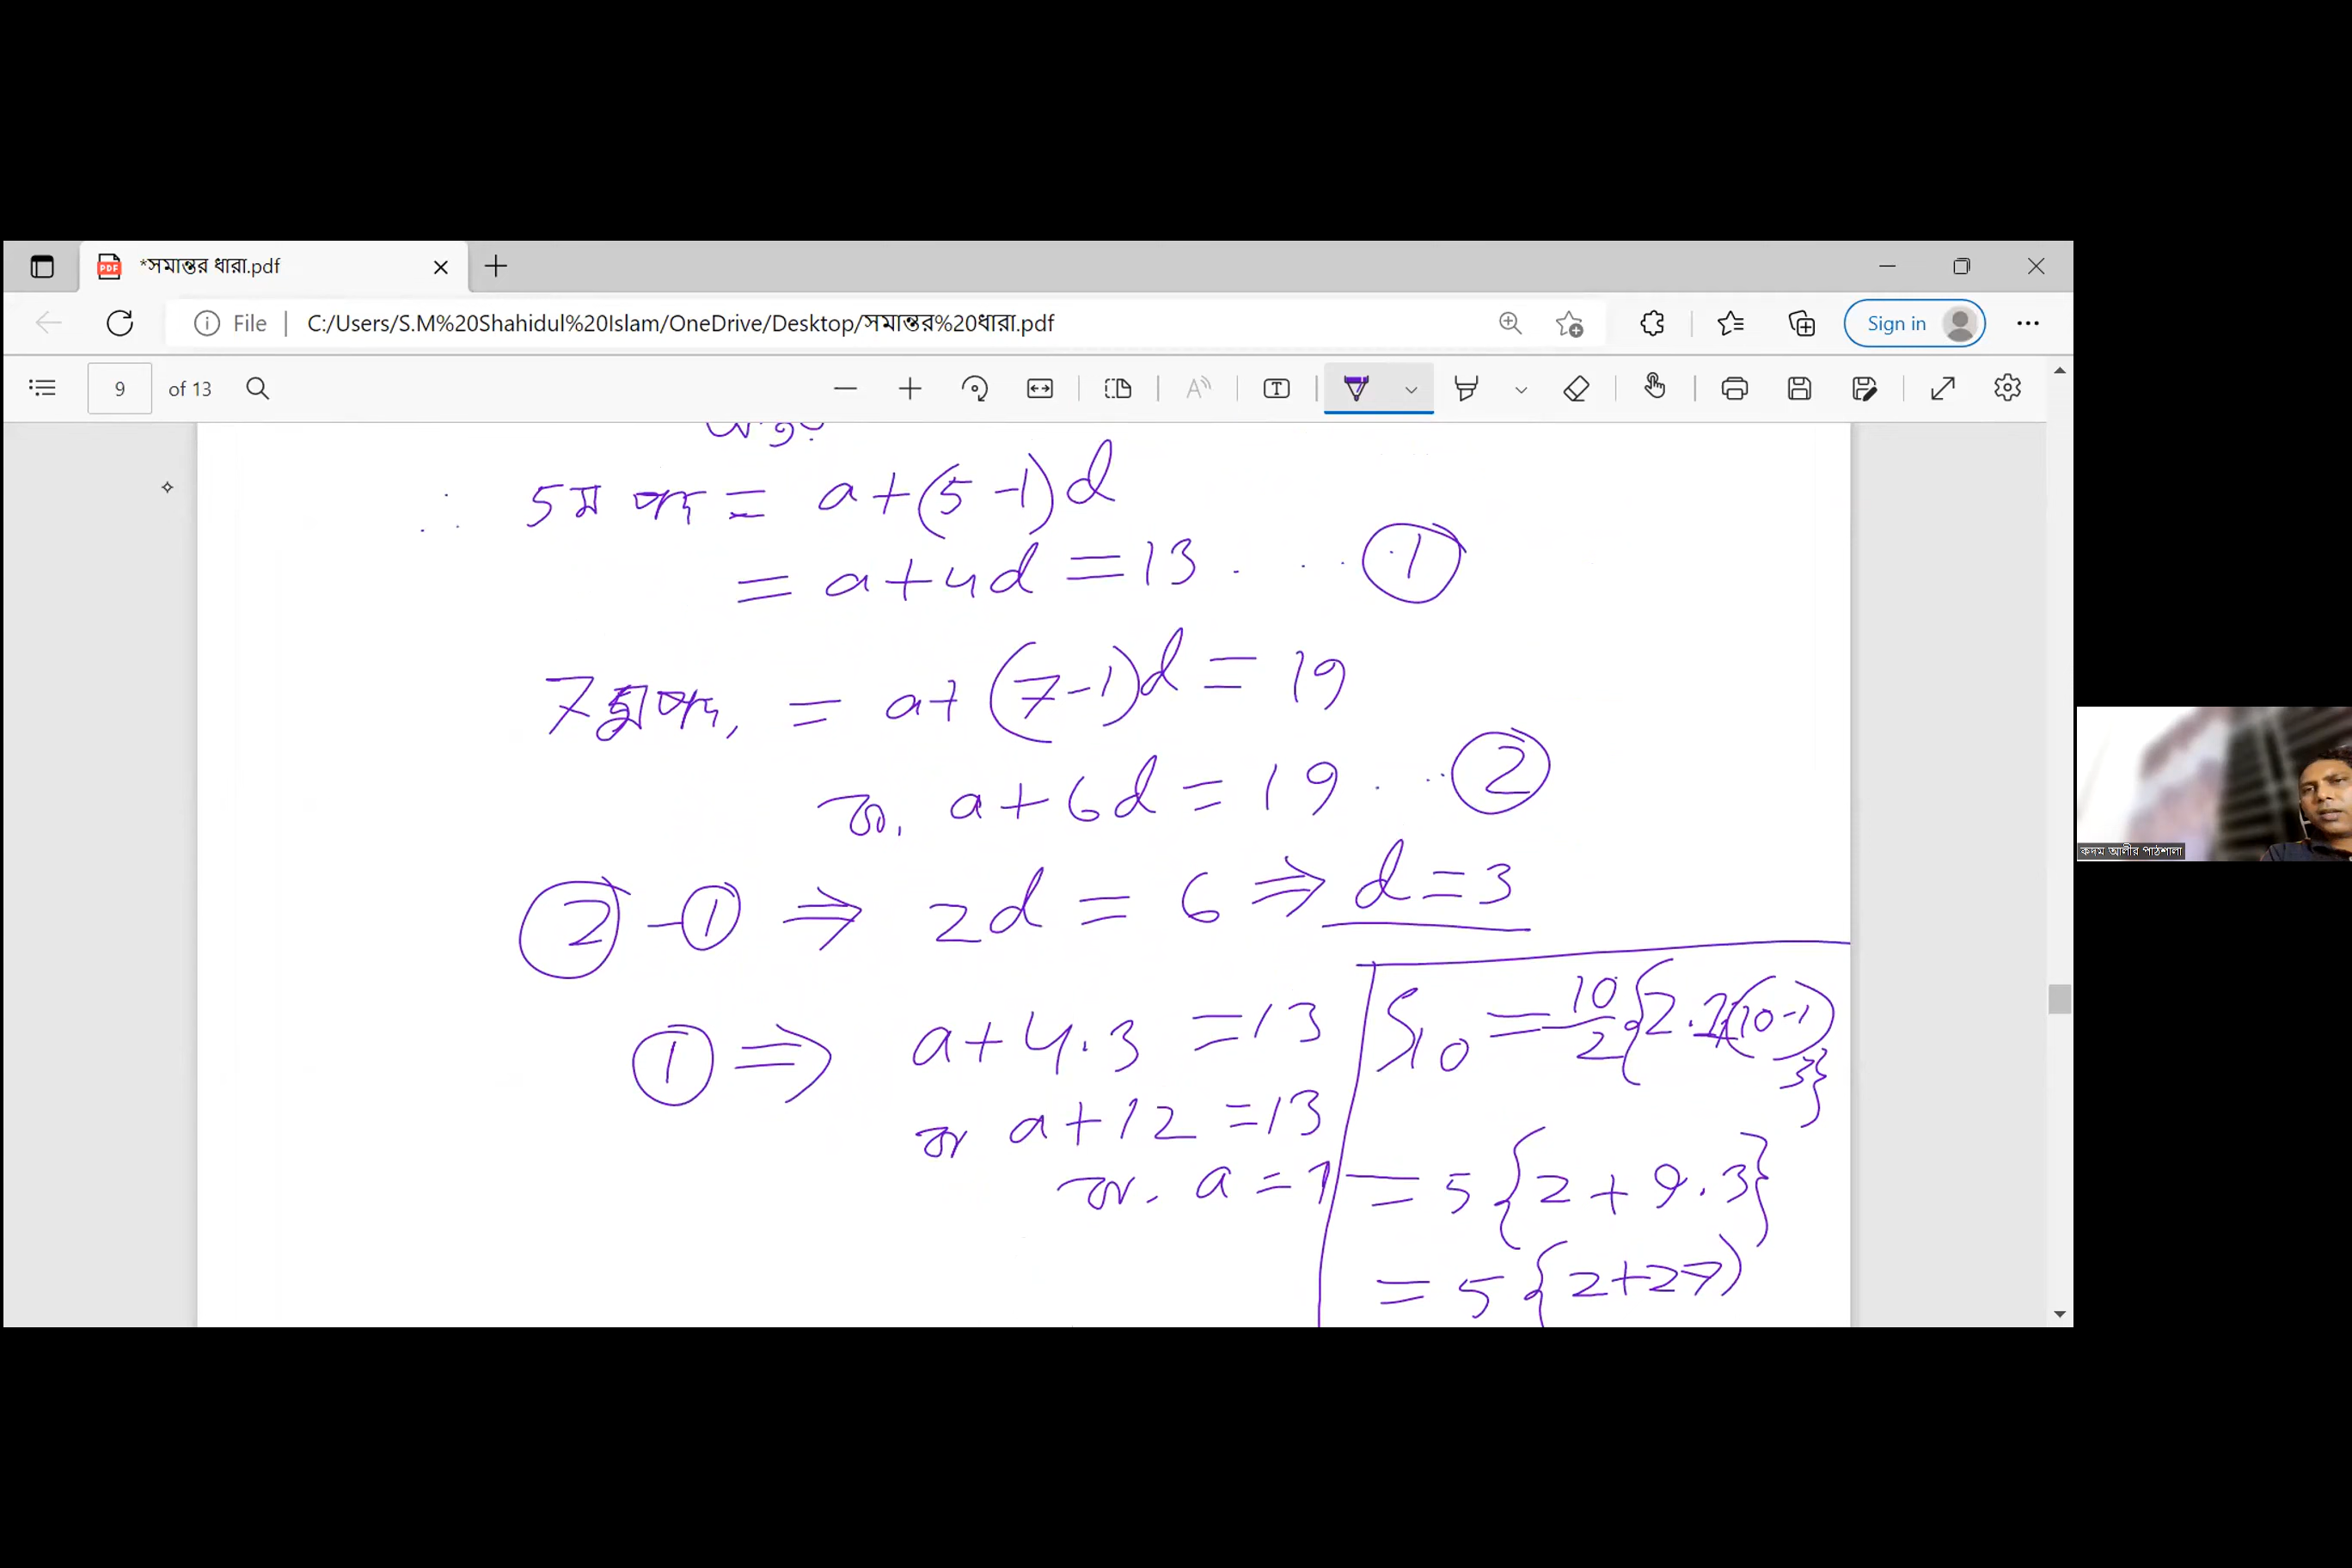 *সমান্তর ধারা.pdf
File | C:/Users/S.M%20Shahidul%20Islam/OneDrive/Desktop/সমান্তর%20ধারা.pdf
Sign in
9 of 13
∴ 5ম পদ = a+(5-1)d
= a+4d = 13 . . . ①
7ম পদ, = a+(7-1)d = 19
বা, a+6d = 19 . .. ②
② - ① ⇒ 2d = 6 ⇒ d = 3
① ⇒ a+4.3 = 13
বা a+12 = 13
বা, a = 1
S10 = 10/2 {2.1+(10-1)
3}
= 5 {2+9.3}
= 5 {2+27)
কদম আলীর পাঠশালা